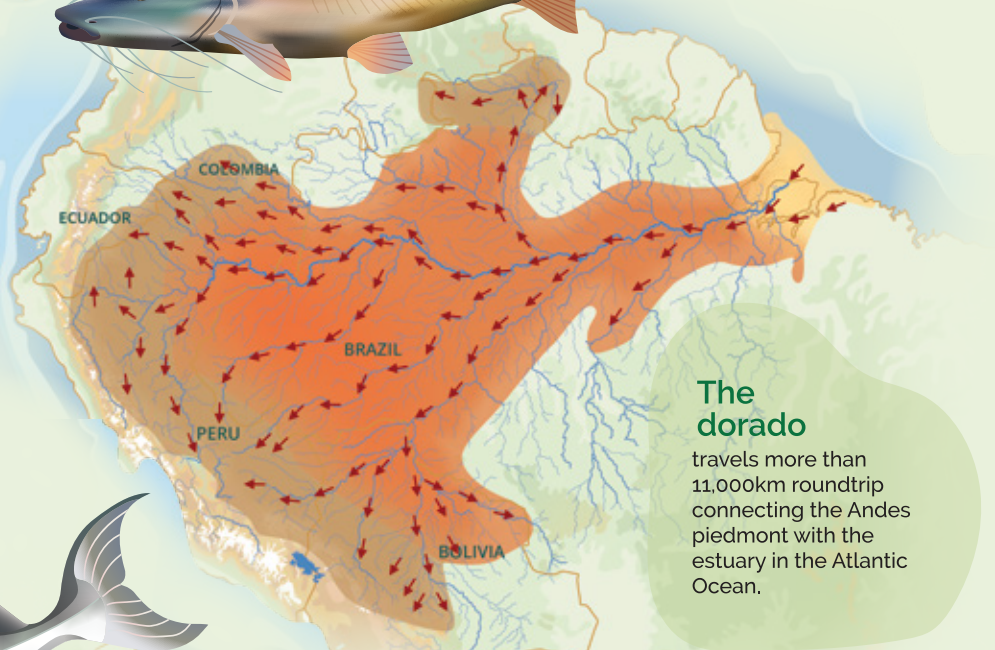 COLOMBIA
ECUADOR
BRAZIL
PERU
BOLIVIA
The
dorado
travels more than
11,000km roundtrip
connecting the Andes
piedmont with the
estuary in the Atlantic
Ocean.